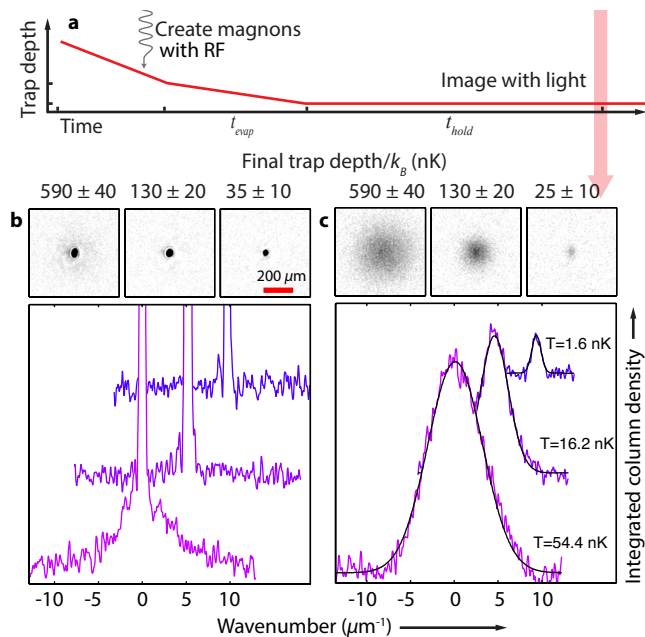 a
Create magnons
with RF
Trap depth
Image with light
Time
t_evap
t_hold
Final trap depth/k_B (nK)
590 ± 40 130 ± 20 35 ± 10
590 ± 40 130 ± 20 25 ± 10
b
c
200 µm
T=1.6 nK
T=16.2 nK
T=54.4 nK
Integrated column density
-10 -5 0 5 10
-10 -5 0 5 10
Wavenumber (µm⁻¹)